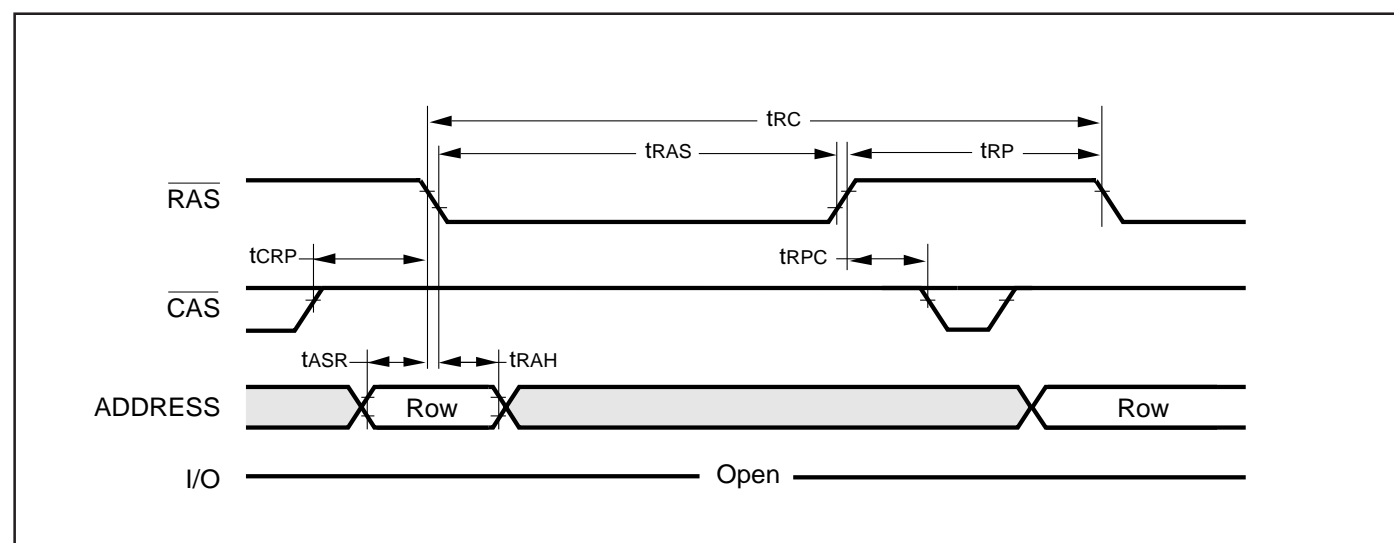 tRC
tRAS
tRP
RAS
tCRP
tRPC
CAS
tASR
tRAH
ADDRESS
Row
Row
I/O
Open